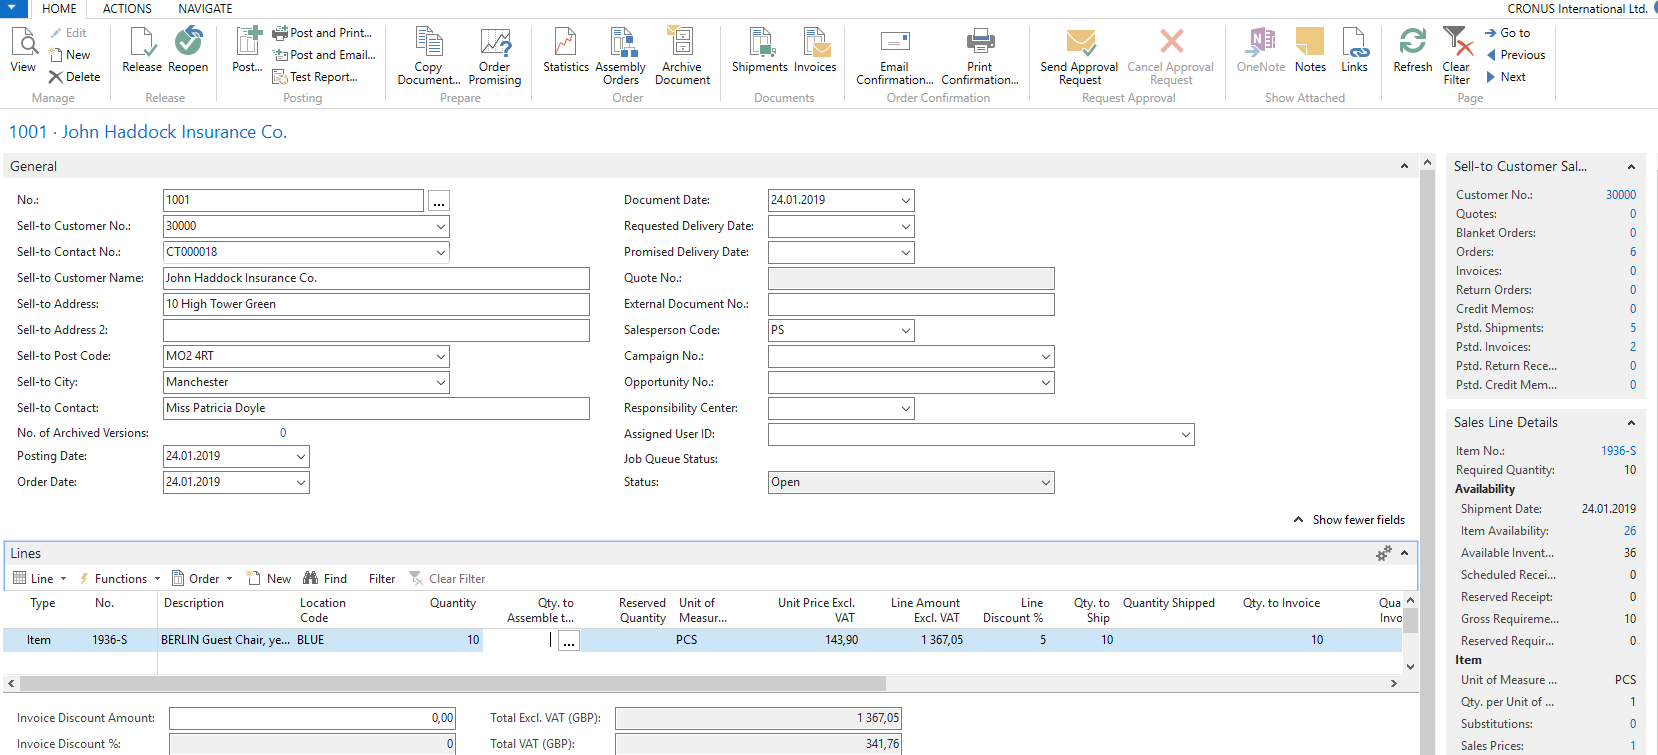 HOME ACTIONS NAVIGATE
CRONUS International Ltd.
View
Edit
New
Delete
Manage
Release Reopen
Release
Post...
Post and Print...
Post and Email...
Test Report...
Posting
Copy Document...
Order Promising
Prepare
Statistics
Assembly Orders
Archive Document
Order
Shipments Invoices
Documents
Email Confirmation...
Print Confirmation...
Order Confirmation
Send Approval Request
Cancel Approval Request
Request Approval
OneNote Notes Links
Show Attached
Refresh
Clear Filter
Go to
Previous
Next
Page
1001 · John Haddock Insurance Co.
General
No.: 1001 ...
Sell-to Customer No.: 30000
Sell-to Contact No.: CT000018
Sell-to Customer Name: John Haddock Insurance Co.
Sell-to Address: 10 High Tower Green
Sell-to Address 2:
Sell-to Post Code: MO2 4RT
Sell-to City: Manchester
Sell-to Contact: Miss Patricia Doyle
No. of Archived Versions: 0
Posting Date: 24.01.2019
Order Date: 24.01.2019
Document Date: 24.01.2019
Requested Delivery Date:
Promised Delivery Date:
Quote No.:
External Document No.:
Salesperson Code: PS
Campaign No.:
Opportunity No.:
Responsibility Center:
Assigned User ID:
Job Queue Status:
Status: Open
Show fewer fields
Lines
Line Functions Order New Find Filter Clear Filter
Type No. Description Location Code Quantity Qty. to Assemble t... Reserved Quantity Unit of Measur... Unit Price Excl. VAT Line Amount Excl. VAT Line Discount % Qty. to Ship Quantity Shipped Qty. to Invoice Qua Invo
Item 1936-S BERLIN Guest Chair, ye... BLUE 10 ... PCS 143,90 1 367,05 5 10 10
Invoice Discount Amount: 0,00 Total Excl. VAT (GBP): 1 367,05
Invoice Discount %: 0 Total VAT (GBP): 341,76
Sell-to Customer Sal...
Customer No.: 30000
Quotes: 0
Blanket Orders: 0
Orders: 6
Invoices: 0
Return Orders: 0
Credit Memos: 0
Pstd. Shipments: 5
Pstd. Invoices: 2
Pstd. Return Rece... 0
Pstd. Credit Mem... 0
Sales Line Details
Item No.: 1936-S
Required Quantity: 10
Availability
Shipment Date: 24.01.2019
Item Availability: 26
Available Invent... 36
Scheduled Recei... 0
Reserved Receipt: 0
Gross Requireme... 10
Reserved Requir... 0
Item
Unit of Measure ... PCS
Qty. per Unit of ... 1
Substitutions: 0
Sales Prices: 1